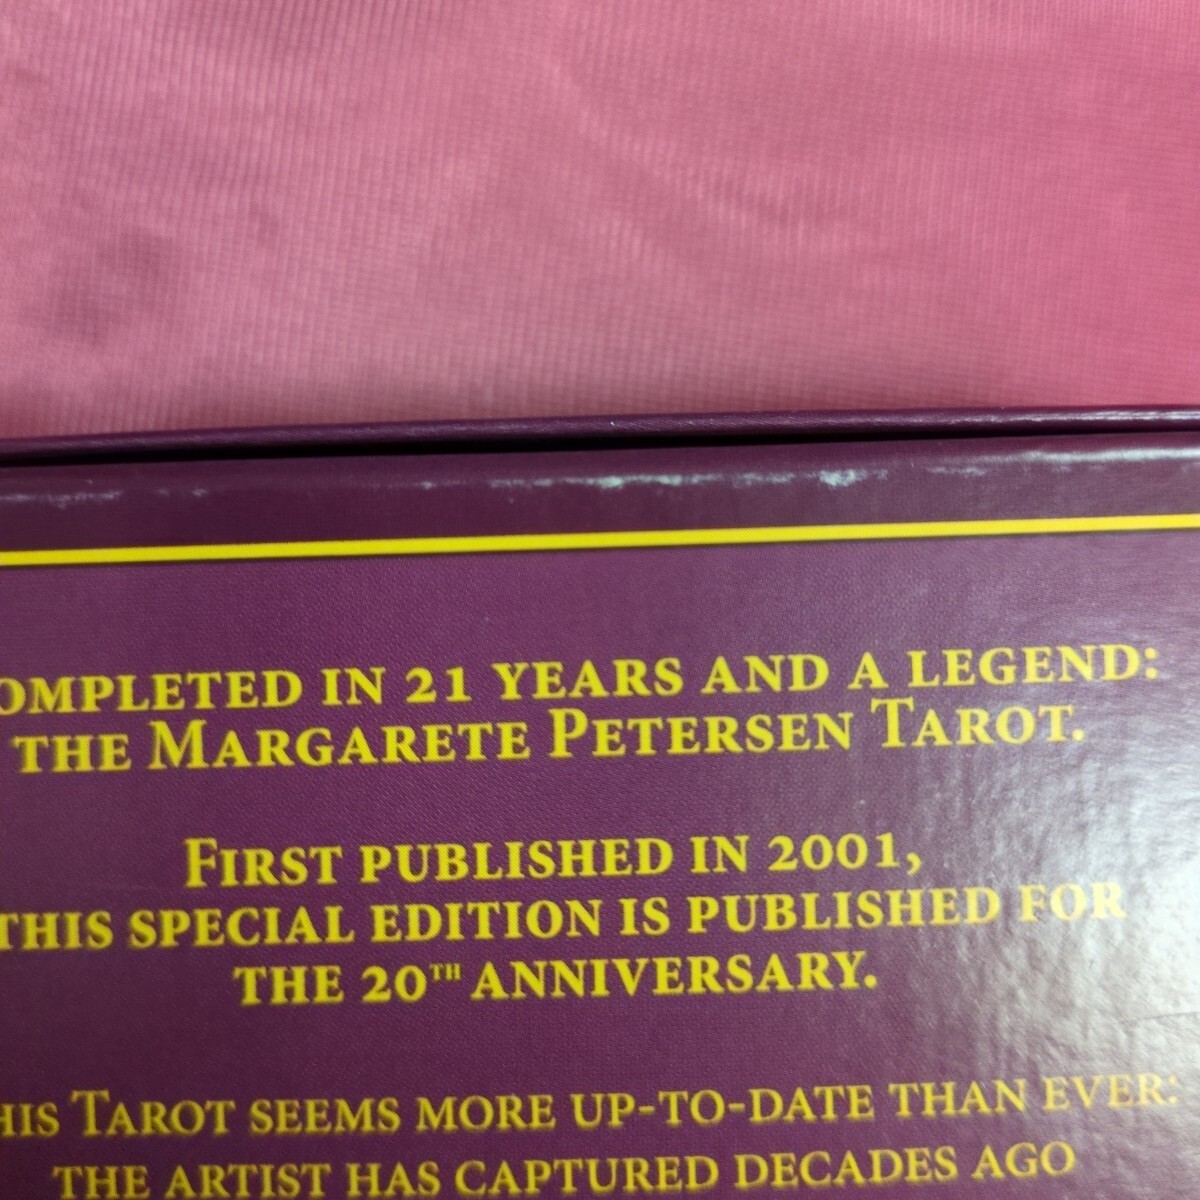 OMPLETED IN 21 YEARS AND A LEGEND:
THE MARGARETE PETERSEN TAROT.
FIRST PUBLISHED IN 2001,
THIS SPECIAL EDITION IS PUBLISHED FOR
THE 20TH ANNIVERSARY.
HIS TAROT SEEMS MORE UP-TO-DATE THAN EVER:
THE ARTIST HAS CAPTURED DECADES AGO